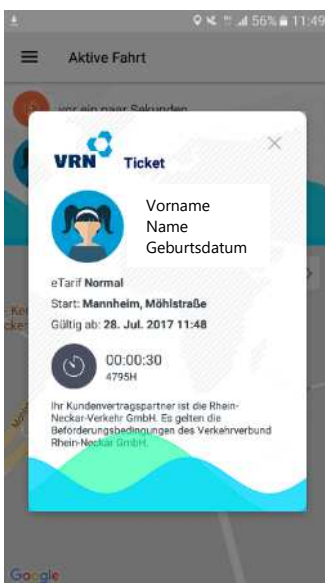 56% 11:49
Aktive Fahrt
vor ein paar Sekunden
VRN Ticket
Vorname
Name
Geburtsdatum
eTarif Normal
Start: Mannheim, Möhlstraße
Gültig ab: 28. Jul. 2017 11:48
00:00:30
4795H
Ihr Kundenvertragspartner ist die Rhein-
Neckar-Verkehr GmbH. Es gelten die
Beförderungsbedingungen des Verkehrverbund
Rhein-Neckar GmbH.
Google